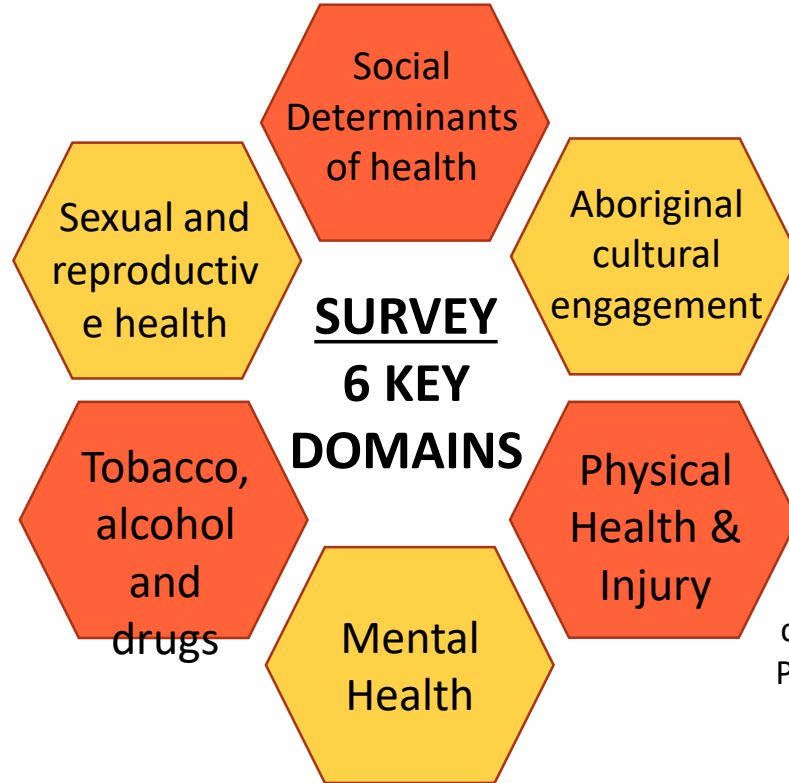 Social
Determinants
of health
Aboriginal
cultural
engagement
Sexual and
reproductiv
e health
SURVEY
6 KEY
DOMAINS
Physical
Health &
Injury
Tobacco,
alcohol
and
drugs
Mental
Health